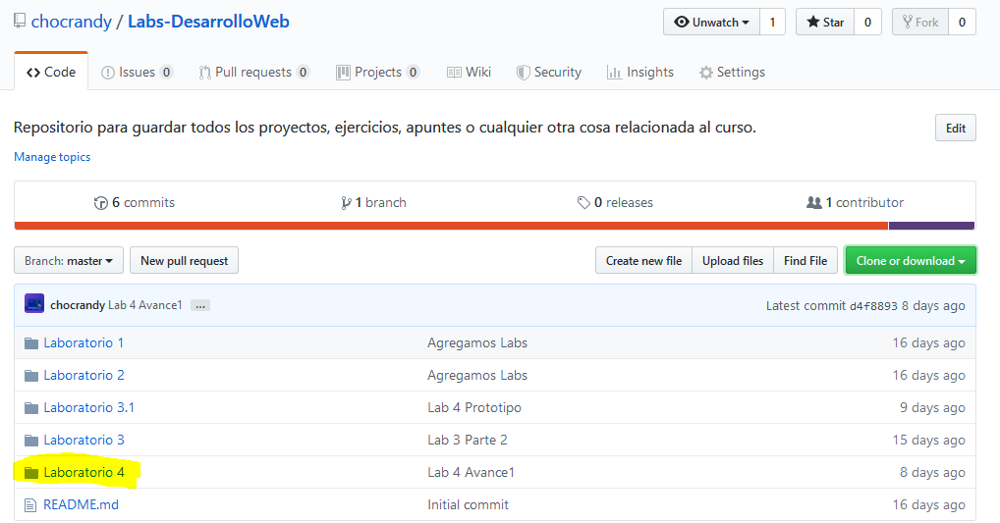 chocrandy / Labs-DesarrolloWeb Unwatch 1 Star 0 Fork 0
Code Issues 0 Pull requests 0 Projects 0 Wiki Security Insights Settings
Repositorio para guardar todos los proyectos, ejercicios, apuntes o cualquier otra cosa relacionada al curso. Edit
Manage topics
6 commits 1 branch 0 releases 1 contributor
Branch: master New pull request Create new file Upload files Find File Clone or download
chocrandy Lab 4 Avance1 ... Latest commit d4f8893 8 days ago
Laboratorio 1 Agregamos Labs 16 days ago
Laboratorio 2 Agregamos Labs 16 days ago
Laboratorio 3.1 Lab 4 Prototipo 9 days ago
Laboratorio 3 Lab 3 Parte 2 15 days ago
Laboratorio 4 Lab 4 Avance1 8 days ago
README.md Initial commit 16 days ago